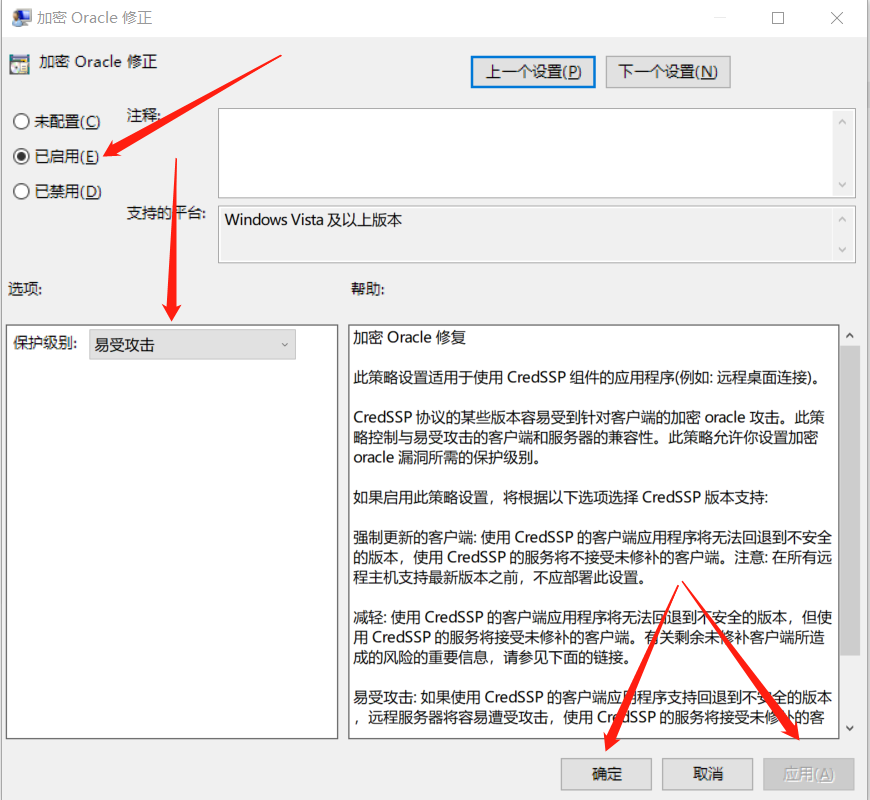 加密 Oracle 修正
加密 Oracle 修正
上一个设置(P)
下一个设置(N)
未配置(C)
注释:
已启用(E)
已禁用(D)
支持的平台:
Windows Vista 及以上版本
选项:
帮助:
保护级别:
易受攻击
加密 Oracle 修复
此策略设置适用于使用 CredSSP 组件的应用程序(例如: 远程桌面连接)。
CredSSP 协议的某些版本容易受到针对客户端的加密 oracle 攻击。此策
略控制与易受攻击的客户端和服务器的兼容性。此策略允许你设置加密
oracle 漏洞所需的保护级别。
如果启用此策略设置，将根据以下选项选择 CredSSP 版本支持:
强制更新的客户端: 使用 CredSSP 的客户端应用程序将无法回退到不安全
的版本，使用 CredSSP 的服务将不接受未修补的客户端。注意: 在所有远
程主机支持最新版本之前，不应部署此设置。
减轻: 使用 CredSSP 的客户端应用程序将无法回退到不安全的版本，但使
用 CredSSP 的服务将接受未修补的客户端。有关剩余未修补客户端所造
成的风险的重要信息，请参见下面的链接。
易受攻击: 如果使用 CredSSP 的客户端应用程序支持回退到不安全的版本
，远程服务器将容易遭受攻击，使用 CredSSP 的服务将接受未修补的客
确定
取消
应用(A)